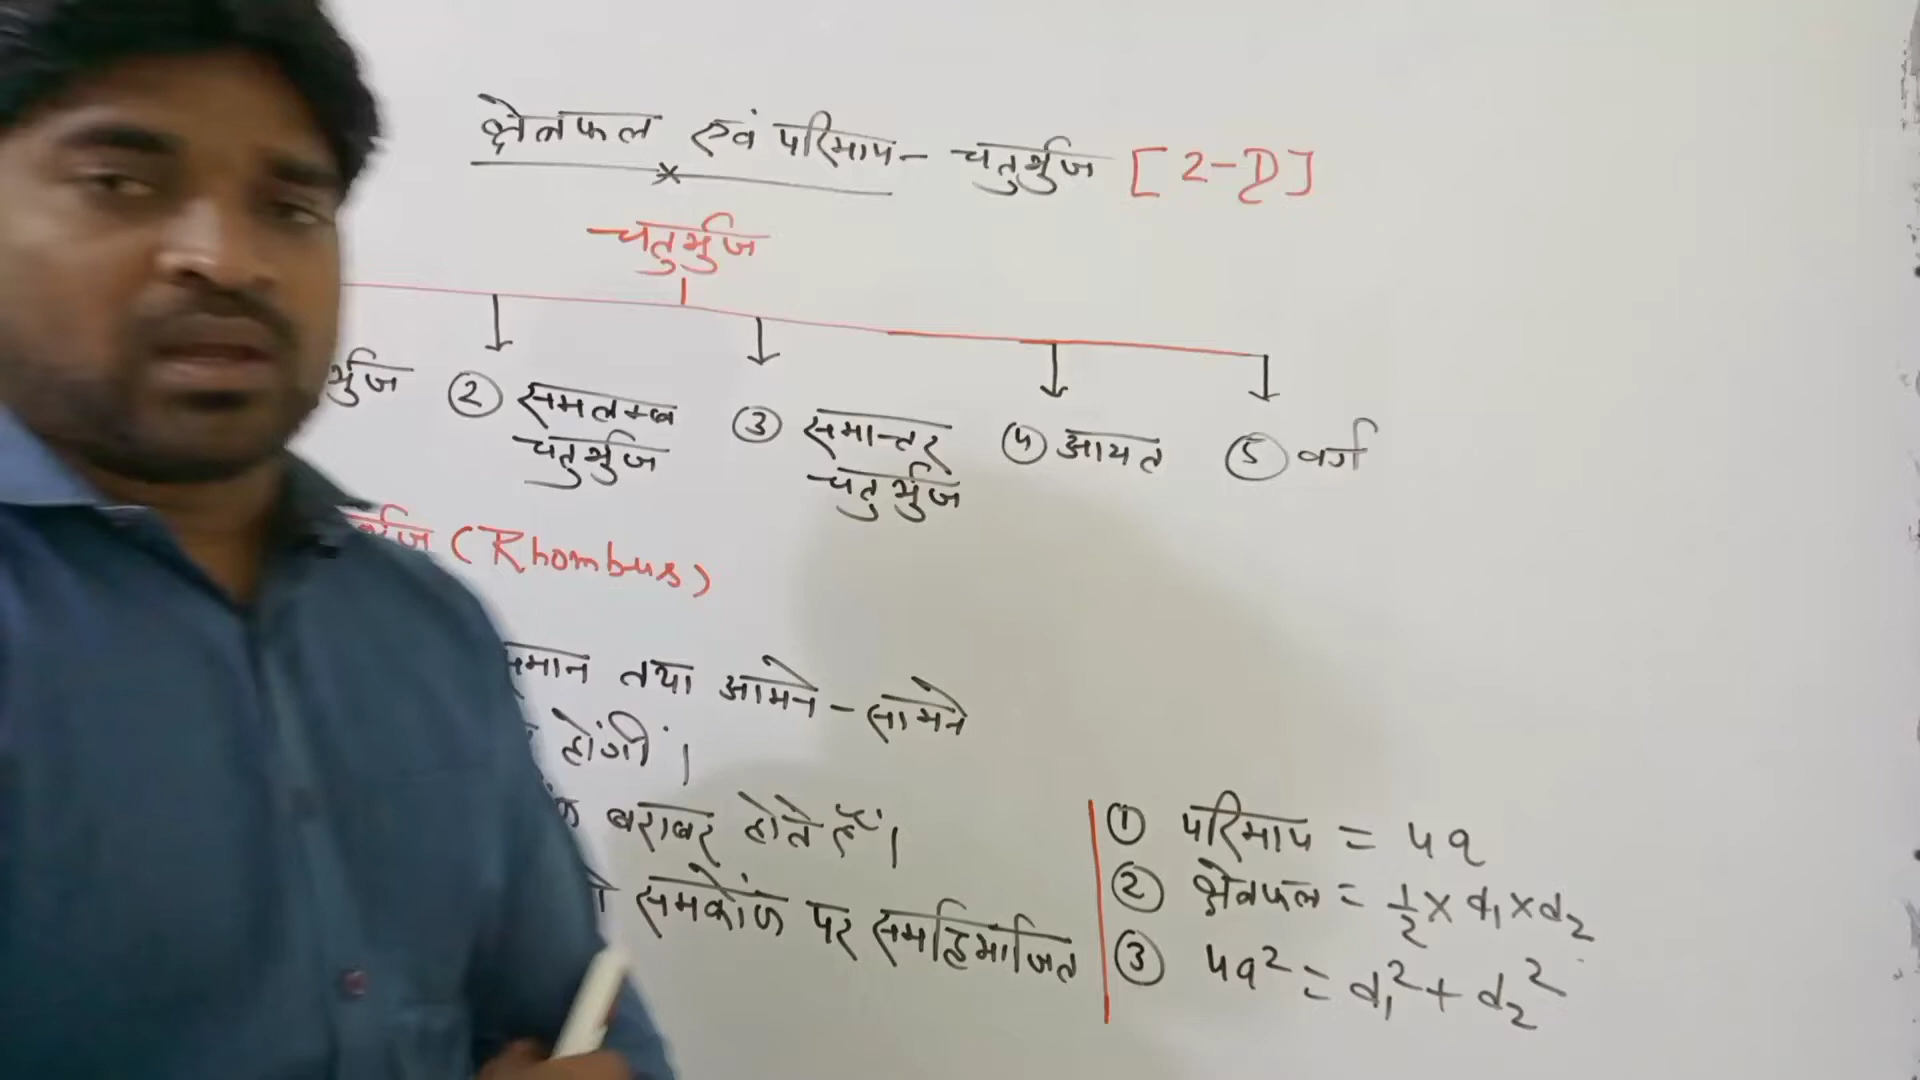 क्षेत्रफल एवं परिमाप - चतुर्भुज [2-D]
चतुर्भुज
② समलम्ब चतुर्भुज
③ समान्तर चतुर्भुज
④ आयत
⑤ वर्ग
(Rhombus)
समान तथा आमने - सामने
होंगीं।
बराबर होते हैं।
समकोण पर समद्विभाजित
① परिमाप = 4a
② क्षेत्रफल = 1/2 × d₁ × d₂
③ 4a² = d₁² + d₂²